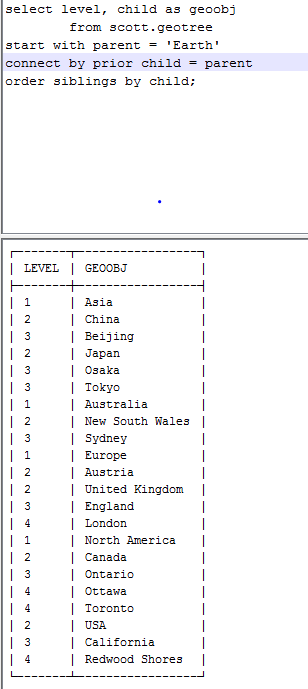 select level, child as geoobj
from scott.geotree
start with parent = 'Earth'
connect by prior child = parent
order siblings by child;
LEVEL | GEOOBJ
1 | Asia
2 | China
3 | Beijing
2 | Japan
3 | Osaka
3 | Tokyo
1 | Australia
2 | New South Wales
3 | Sydney
1 | Europe
2 | Austria
2 | United Kingdom
3 | England
4 | London
1 | North America
2 | Canada
3 | Ontario
4 | Ottawa
4 | Toronto
2 | USA
3 | California
4 | Redwood Shores